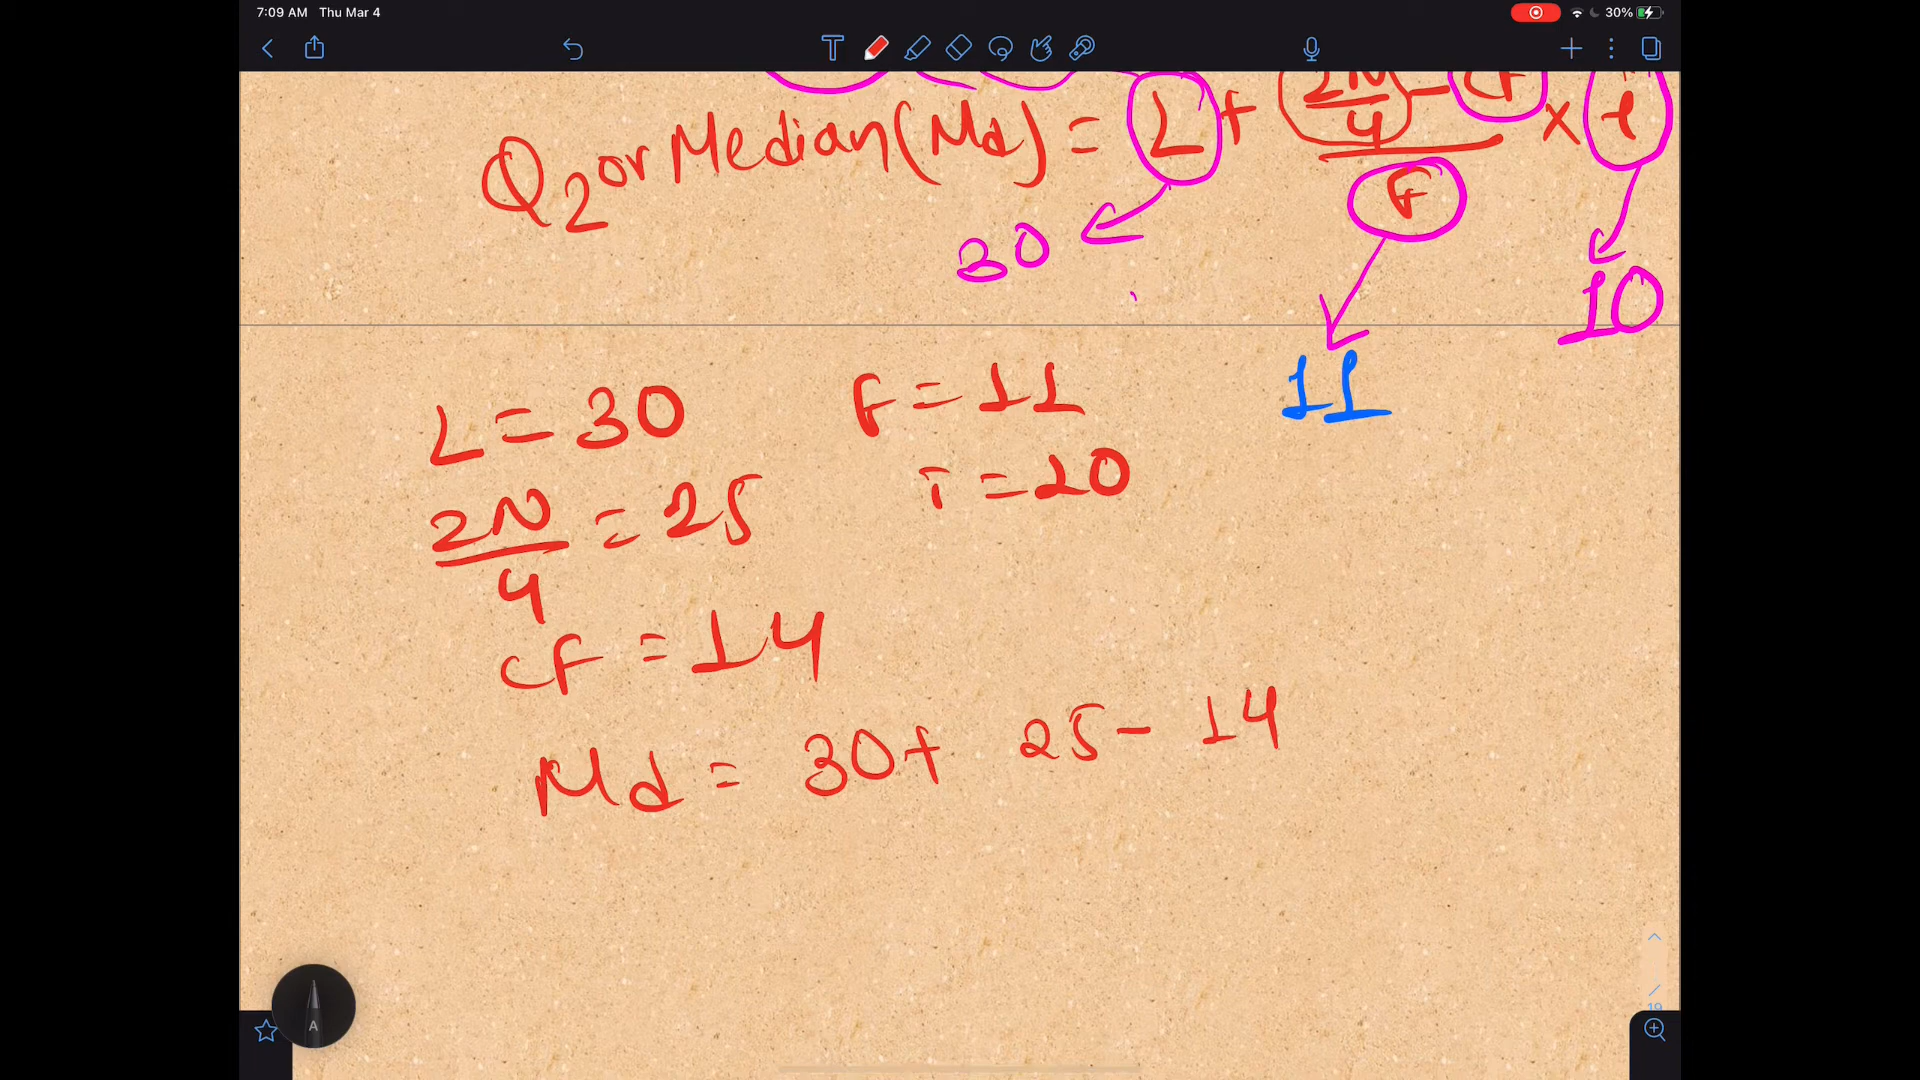 7:09 AM Thu Mar 4
30%
Q2 or Median (Md) = L + 2N/4 - CF / F × i
30
10
11
L = 30
F = 11
i = 20
2N/4 = 25
CF = 14
Md = 30 + 25 - 14
A